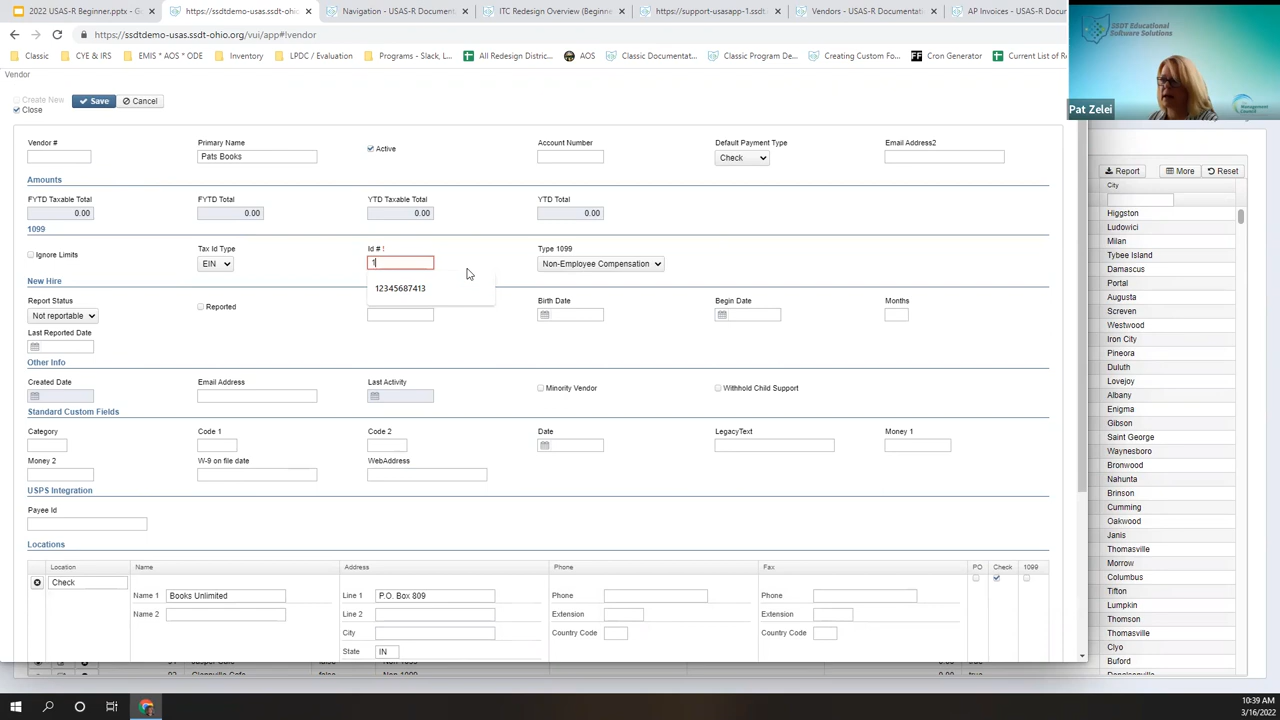 2022 USAS-R Beginner.pptx - G
https://ssdtdemo-usas.ssdt-ohi
Navigation - USAS-R Documentat
ITC Redesign Overview (Beginne
https://support-usasapp-1.ssdt
Vendors - USAS-R Documentati
AP Invoices - USAS-R Docum
https://ssdtdemo-usas.ssdt-ohio.org/vui/app#!vendor
Classic
CYE & IRS
EMIS * AOS * ODE
Inventory
LPDC / Evaluation
Programs - Slack, L...
All Redesign Distric...
AOS
Classic Documentati...
Classic Program De...
Creating Custom Fo...
Cron Generator
Current List of Re
SSDT Educational
Software Solutions
Management
Council
Pat Zelei
Vendor
Create New
Close
Save
Cancel
Vendor #
Primary Name
Pats Books
Active
Account Number
Default Payment Type
Check
Email Address2
Amounts
FYTD Taxable Total
0.00
FYTD Total
0.00
YTD Taxable Total
0.00
YTD Total
0.00
1099
Ignore Limits
Tax Id Type
EIN
Id # !
1
12345687413
Type 1099
Non-Employee Compensation
New Hire
Report Status
Not reportable
Reported
Birth Date
Begin Date
Months
Last Reported Date
Other Info
Created Date
Email Address
Last Activity
Minority Vendor
Withhold Child Support
Standard Custom Fields
Category
Code 1
Code 2
Date
LegacyText
Money 1
Money 2
W-9 on file date
WebAddress
USPS Integration
Payee Id
Locations
Location Name Address Phone Fax PO Check 1099
Check
Name 1 Books Unlimited
Name 2
Line 1 P.O. Box 809
Line 2
City
State IN
Phone
Extension
Country Code
Phone
Extension
Country Code
Report
More
Reset
City
Higgston
Ludowici
Milan
Tybee Island
Damascus
Portal
Augusta
Screven
Westwood
Iron City
Pineora
Duluth
Lovejoy
Albany
Enigma
Gibson
Saint George
Waynesboro
Bronwood
Nahunta
Brinson
Cumming
Oakwood
Janis
Thomasville
Morrow
Columbus
Tifton
Lumpkin
Thomson
Thomasville
Clyo
Buford
10:39 AM
3/16/2022